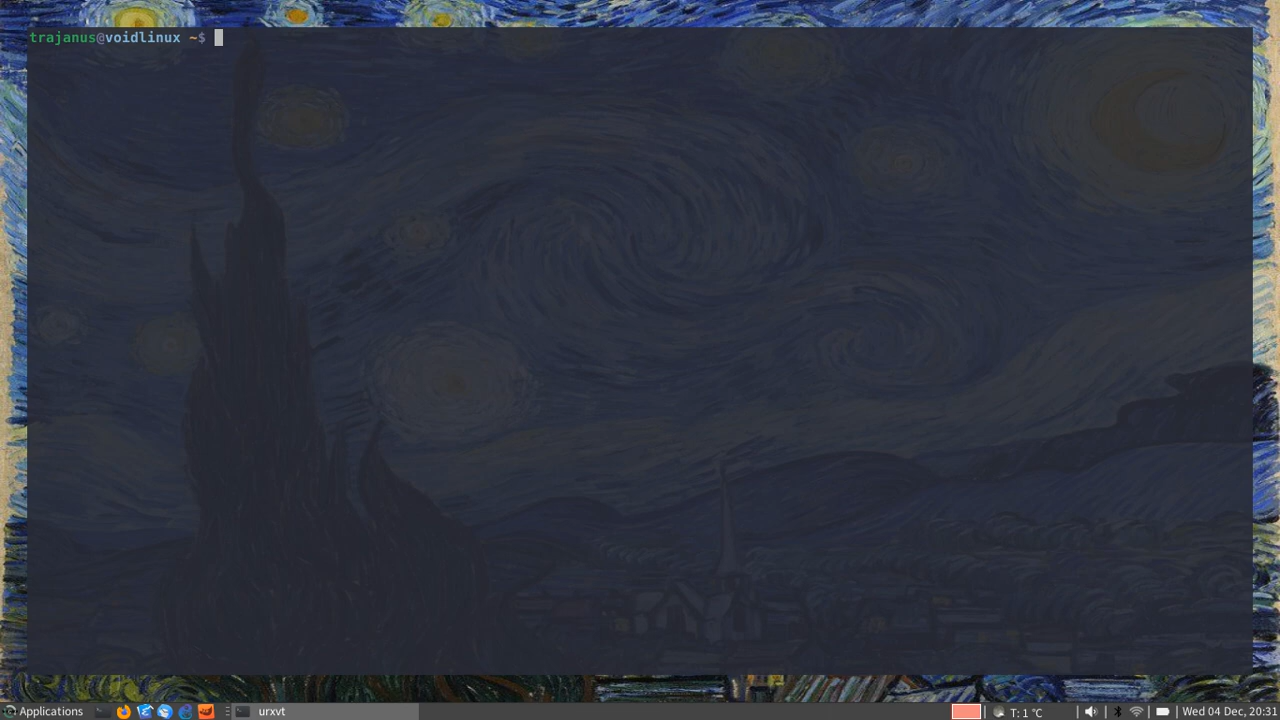 trajanus@voidlinux ~$
Applications
urxvt
T: 1 °C
Wed 04 Dec, 20:31